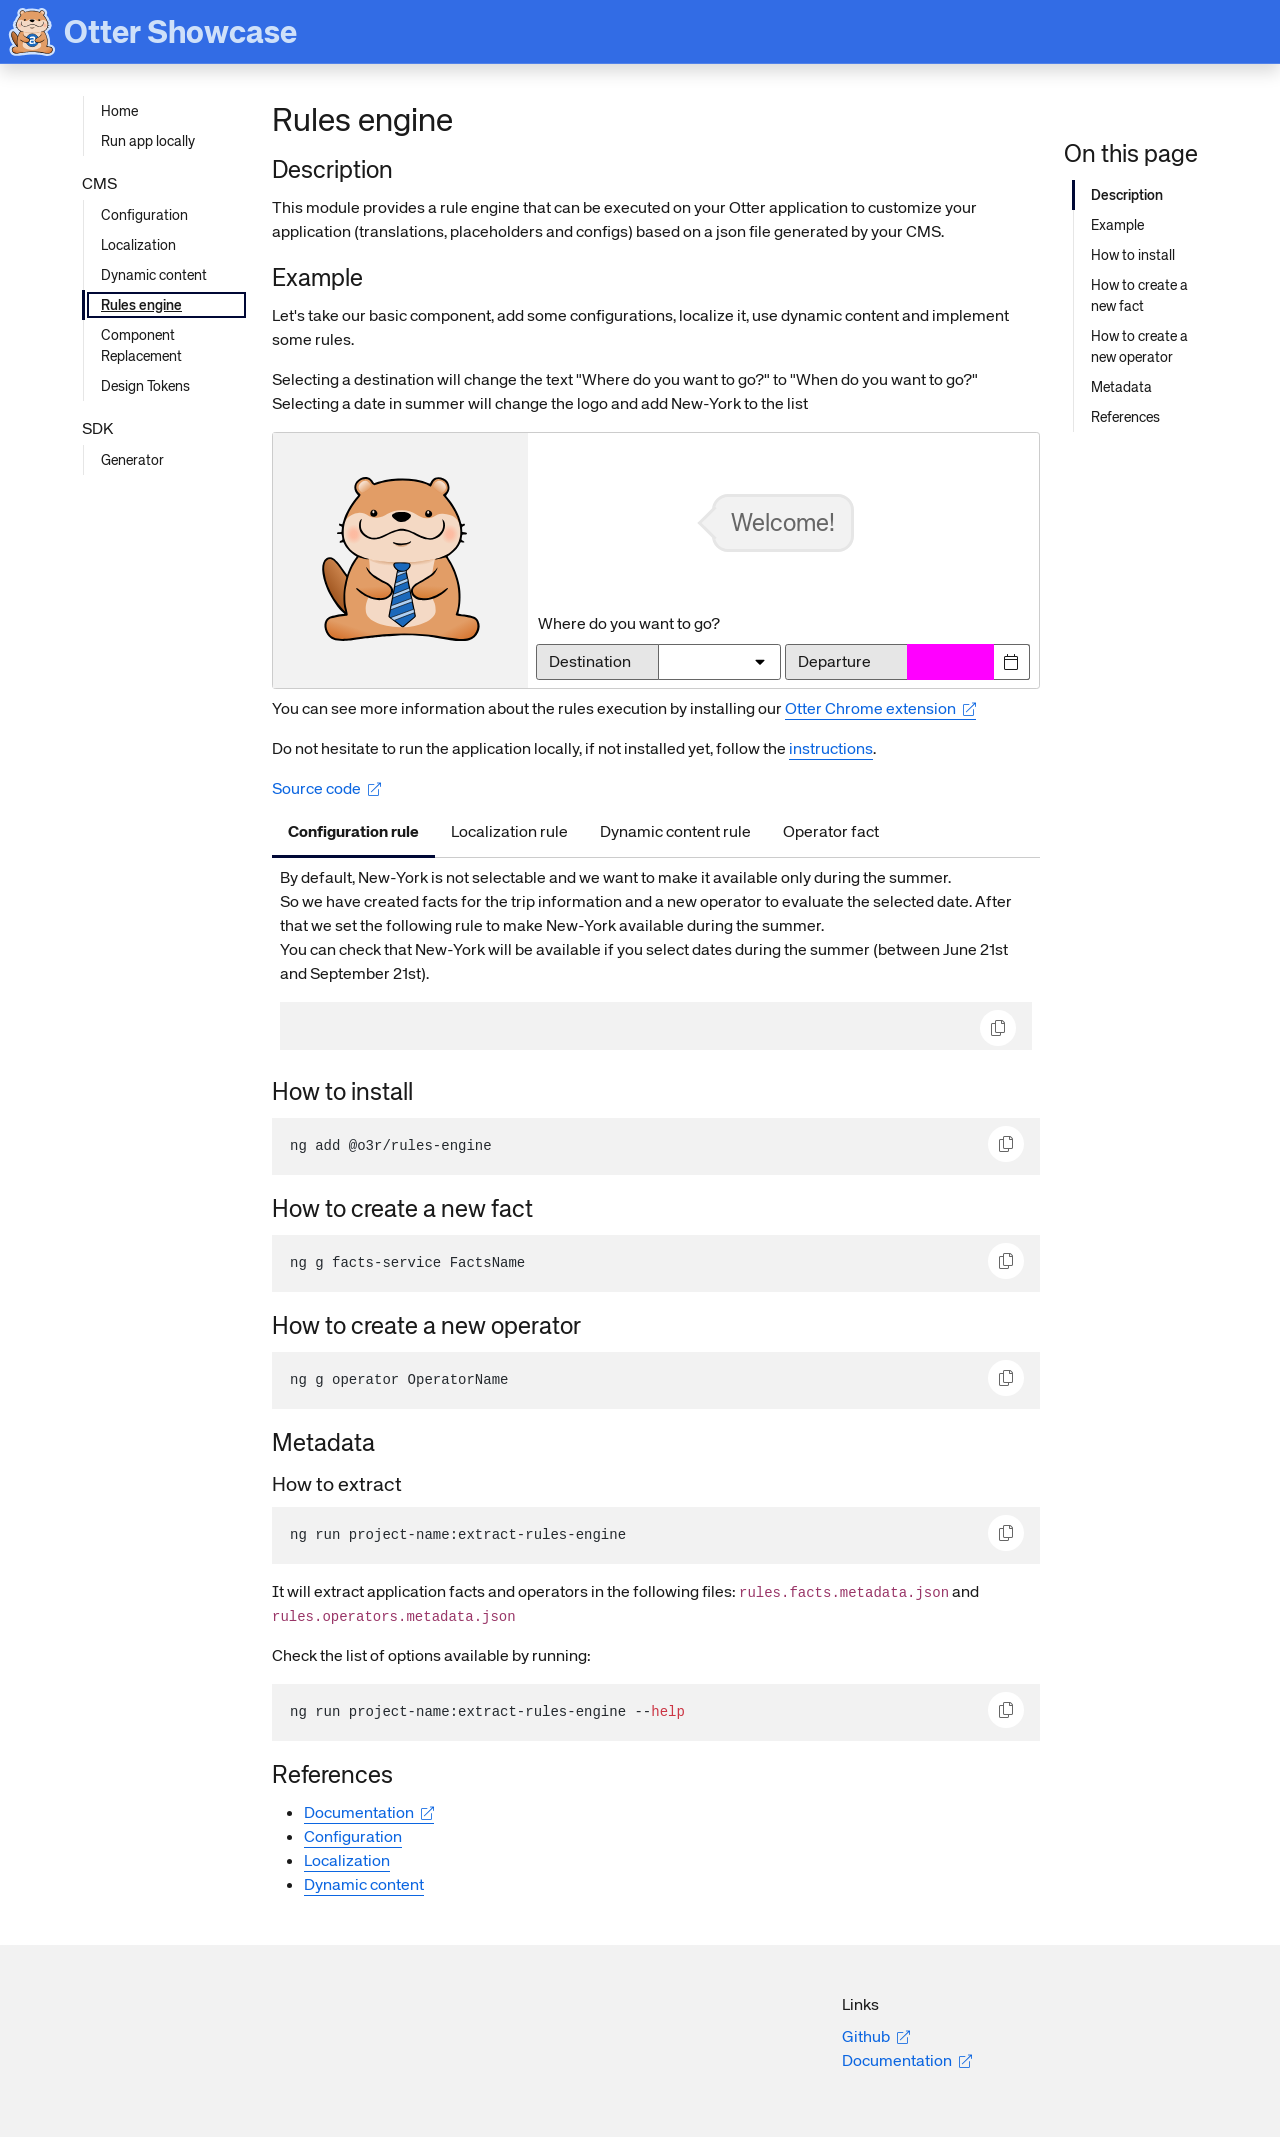 Otter Showcase
Home
Run app locally
CMS
Configuration
Localization
Dynamic content
Rules engine
Component
Replacement
Design Tokens
SDK
Generator
Rules engine
Description
This module provides a rule engine that can be executed on your Otter application to customize your
application (translations, placeholders and configs) based on a json file generated by your CMS.
Example
Let's take our basic component, add some configurations, localize it, use dynamic content and implement
some rules.
Selecting a destination will change the text "Where do you want to go?" to "When do you want to go?"
Selecting a date in summer will change the logo and add New-York to the list
Welcome!
Where do you want to go?
Destination
Departure
You can see more information about the rules execution by installing our Otter Chrome extension
Do not hesitate to run the application locally, if not installed yet, follow the instructions.
Source code
Configuration rule
Localization rule
Dynamic content rule
Operator fact
By default, New-York is not selectable and we want to make it available only during the summer.
So we have created facts for the trip information and a new operator to evaluate the selected date. After
that we set the following rule to make New-York available during the summer.
You can check that New-York will be available if you select dates during the summer (between June 21st
and September 21st).
How to install
ng add @o3r/rules-engine
How to create a new fact
ng g facts-service FactsName
How to create a new operator
ng g operator OperatorName
Metadata
How to extract
ng run project-name:extract-rules-engine
It will extract application facts and operators in the following files: rules.facts.metadata.json and
rules.operators.metadata.json
Check the list of options available by running:
ng run project-name:extract-rules-engine --help
References
Documentation
Configuration
Localization
Dynamic content
On this page
Description
Example
How to install
How to create a
new fact
How to create a
new operator
Metadata
References
Links
Github
Documentation